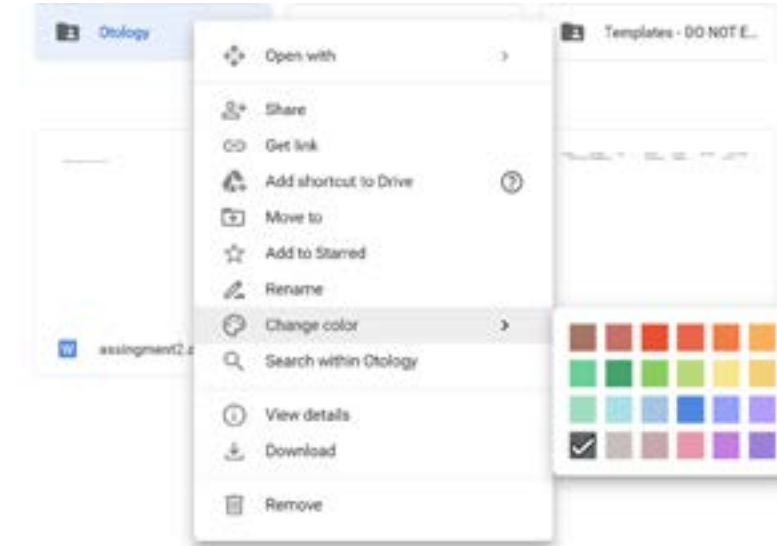 Otology
Templates - DO NOT E...
Open with
Share
Get link
Add shortcut to Drive
Move to
Add to Starred
Rename
Change color
Search within Otology
View details
Download
Remove
W assingment2.